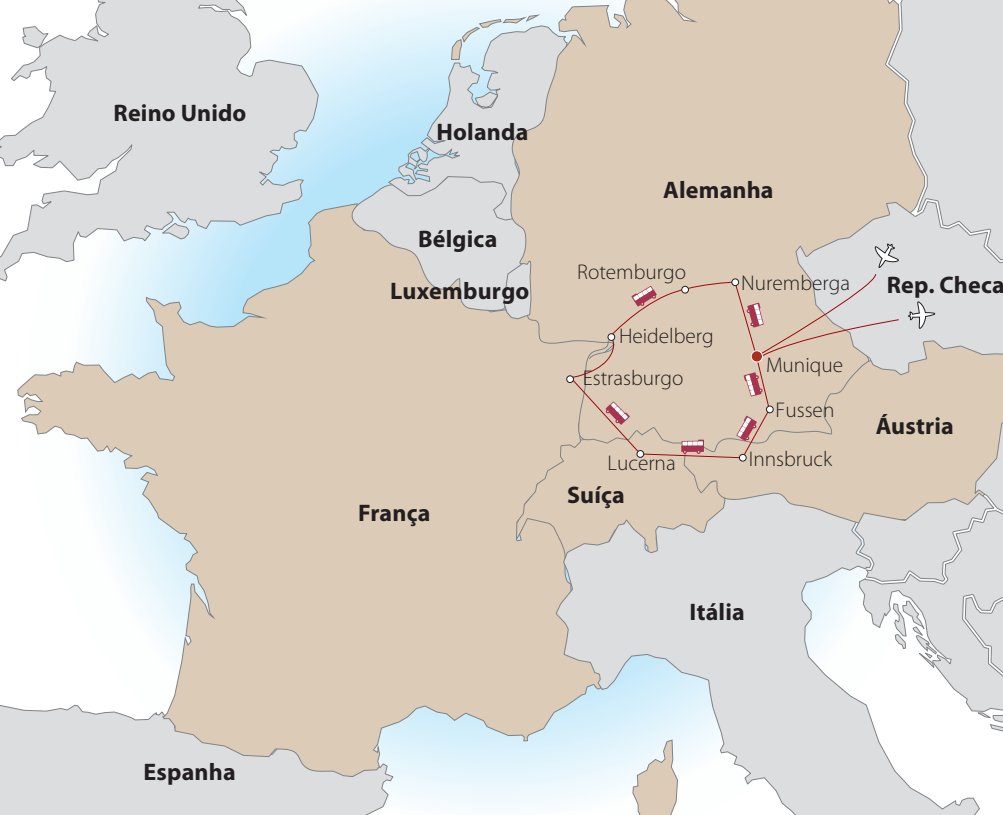 Reino Unido
Holanda
Alemanha
Bélgica
Rotemburgo
Nuremberga
Rep. Checa
Luxemburgo
Heidelberg
Munique
Estrasburgo
Fussen
Áustria
Lucerna
Innsbruck
Suíça
França
Itália
Espanha